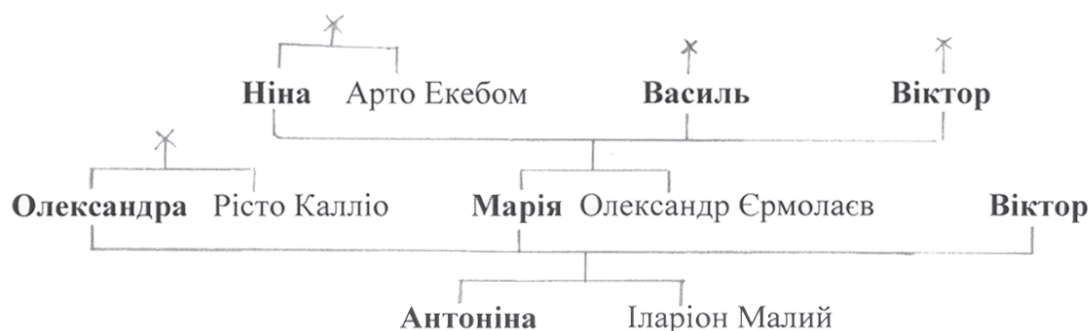 Ніна Арто Екебом Василь Віктор
Олександра Рісто Калліо Марія Олександр Єрмолаєв Віктор
Антоніна Іларіон Малий